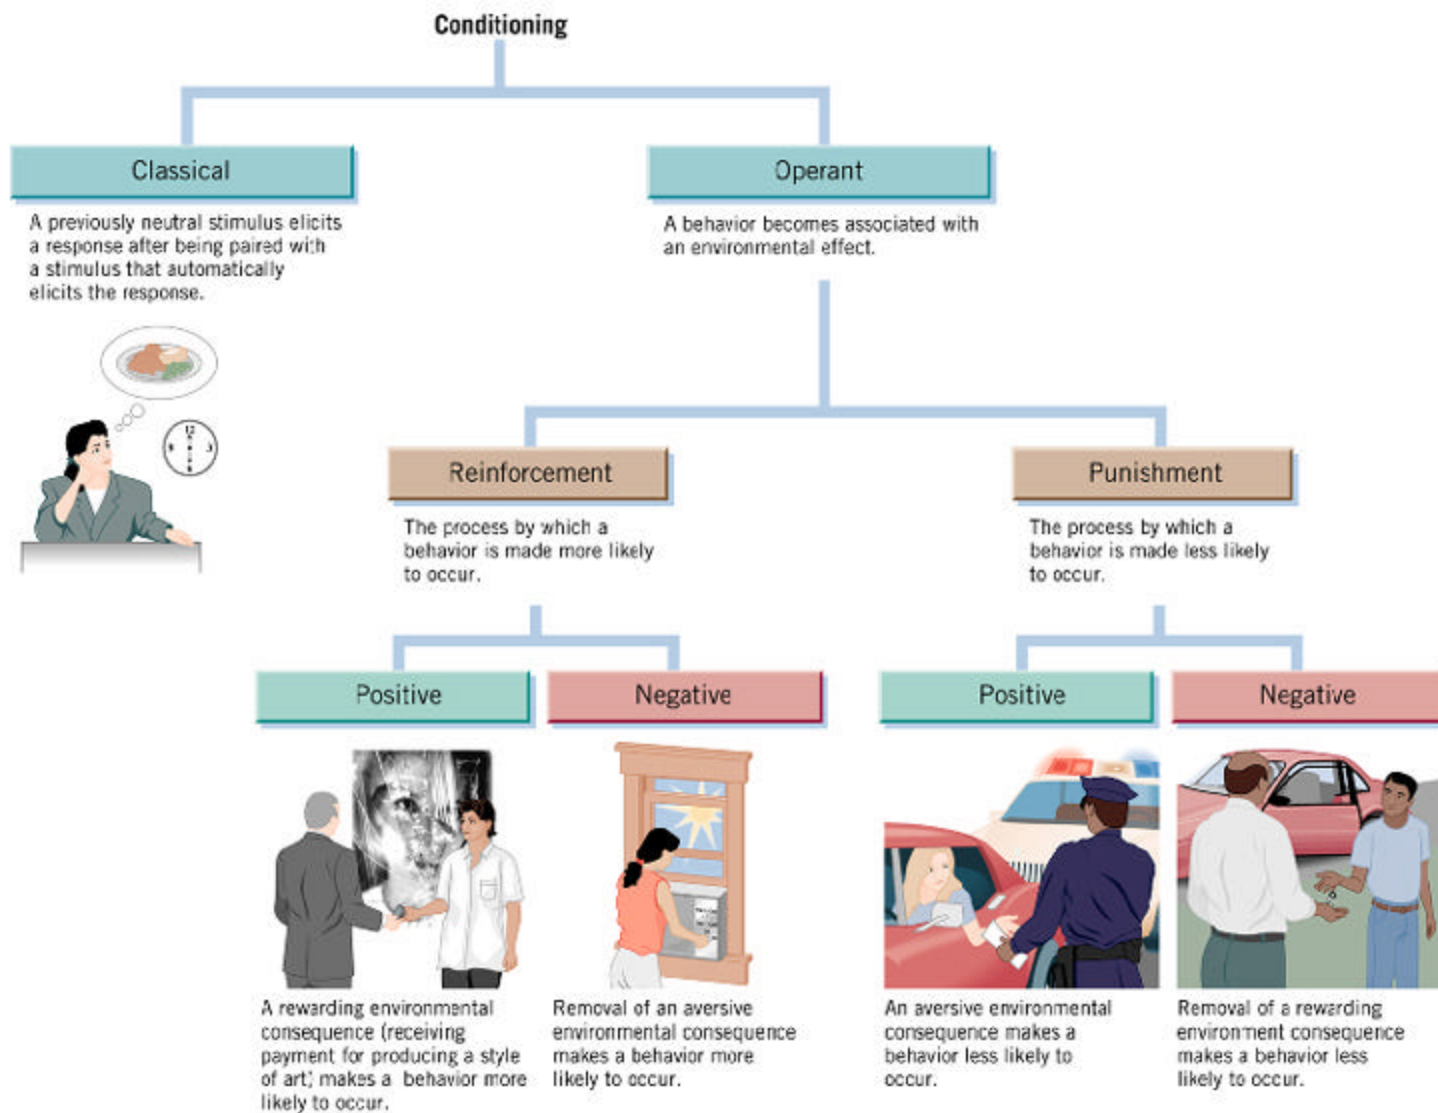 Conditioning
Classical
Operant
A previously neutral stimulus elicits
a response after being paired with
a stimulus that automatically
elicits the response.
A behavior becomes associated with
an environmental effect.
12
3
Reinforcement
Punishment
The process by which a
behavior is made more likely
to occur.
The process by which a
behavior is made less likely
to occur.
Positive
Negative
Positive
Negative
A rewarding environmental
consequence (receiving
payment for producing a style
of art) makes a behavior more
likely to occur.
Removal of an aversive
environmental consequence
makes a behavior more
likely to occur.
An aversive environmental
consequence makes a
behavior less likely to
occur.
Removal of a rewarding
environment consequence
makes a behavior less
likely to occur.